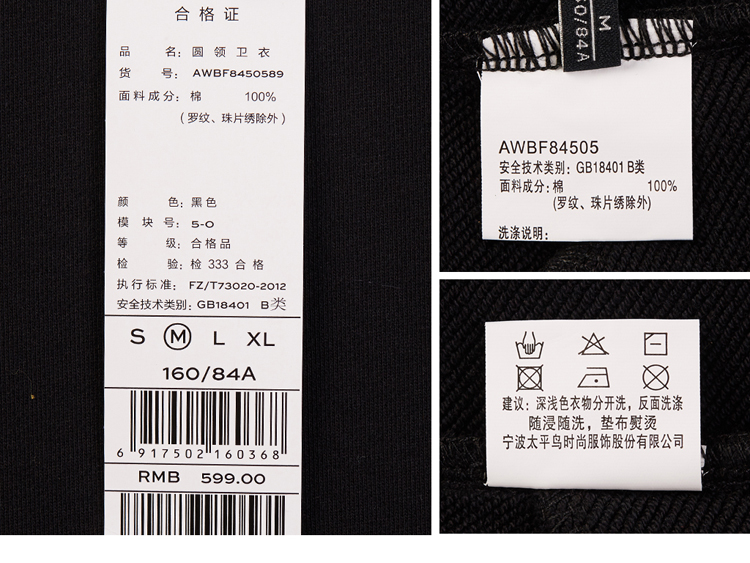 合格证
品 名：圆 领 卫 衣
货 号： AWBF8450589
面料成分：棉 100%
（罗纹、珠片绣除外）
颜 色：黑色
模 块 号：5-0
等 级：合格品
检 验：检 333 合格
执行标准：FZ/T73020-2012
安全技术类别：GB18401 B类
S M L XL
160/84A
6 917502 160368
RMB 599.00
M
60/84A
AWBF84505
安全技术类别：GB18401 B类
面料成分：棉 100%
(罗纹、珠片绣除外)
洗涤说明：
建议：深浅色衣物分开洗，反面洗涤
随浸随洗，垫布熨烫
宁波太平鸟时尚服饰股份有限公司